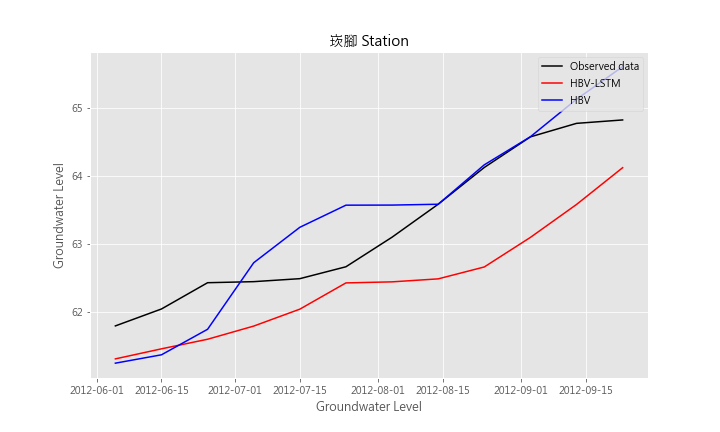 崁腳 Station
Observed data
HBV-LSTM
HBV
65
64
63
62
Groundwater Level
2012-06-01 2012-06-15 2012-07-01 2012-07-15 2012-08-01 2012-08-15 2012-09-01 2012-09-15
Groundwater Level